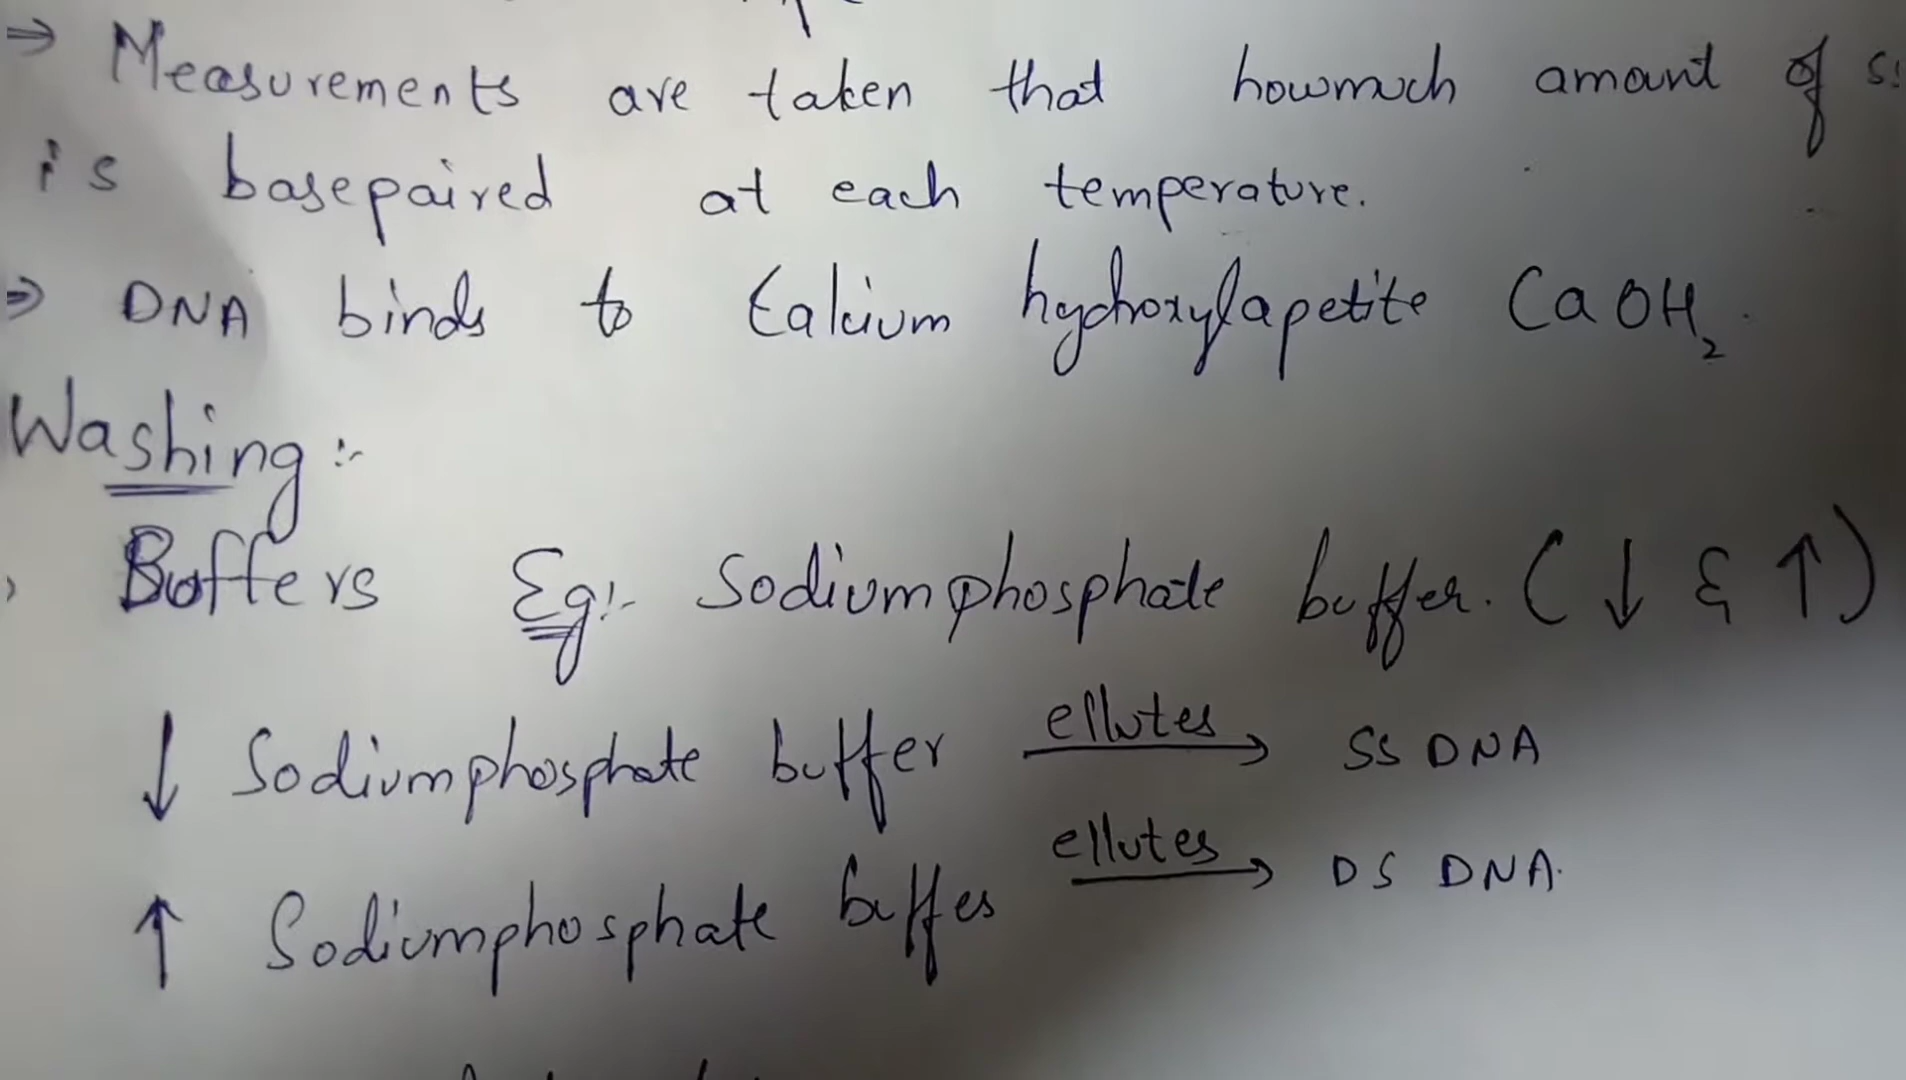 ⇒ Measurements are taken that howmuch amount of
is basepaired at each temperature.
⇒ DNA binds to Calcium hydroxylapetite CaOH₂.
Washing :-
Buffers Eg:- Sodiumphosphate buffer. (↓ & ↑)
↓ Sodiumphosphate buffer ellutes → SS DNA
↑ Sodiumphosphate buffer ellutes → DS DNA.